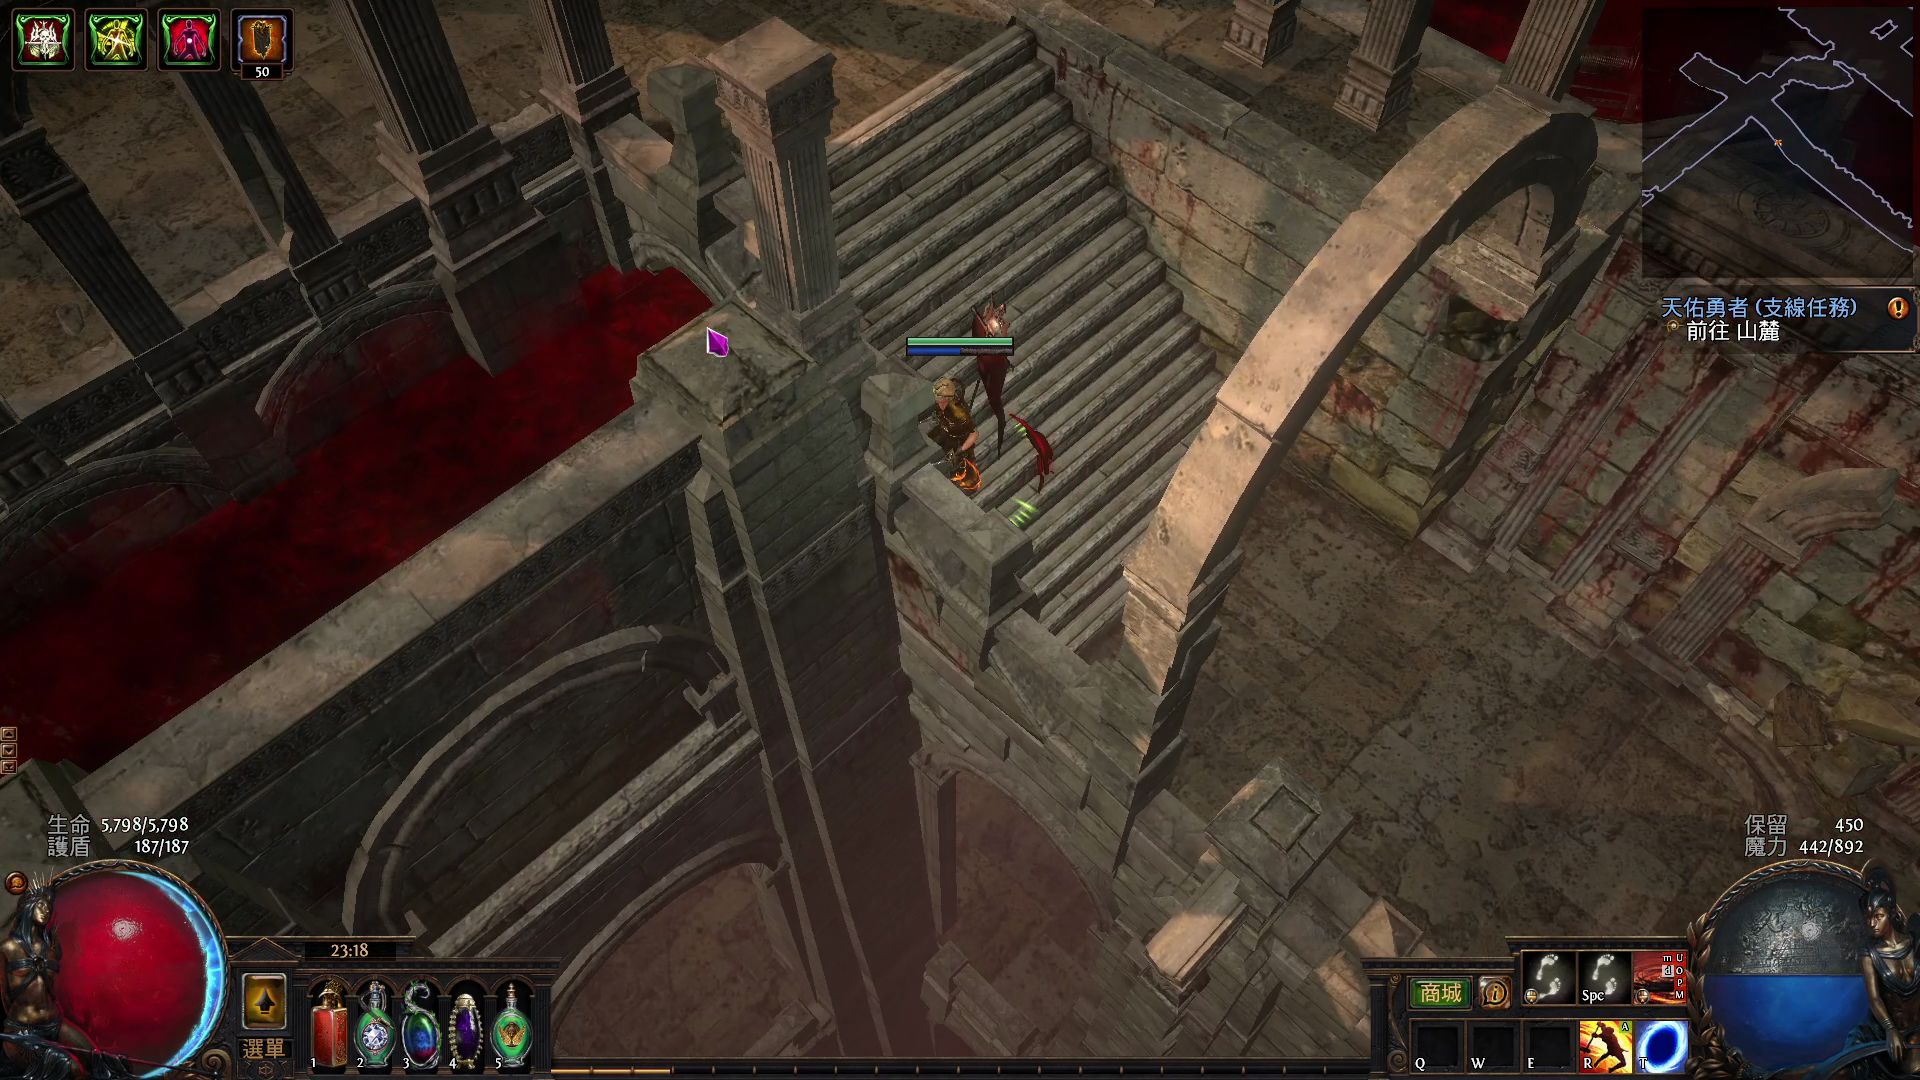 50
天佑勇者 (支線任務)
前往 山麓
生命 5,798/5,798
護盾 187/187
保留 450
魔力 442/892
23:18
選單
1
2
3
4
5
商城
Spc
m U
d O
P
M
Q
W
E
R
A
T